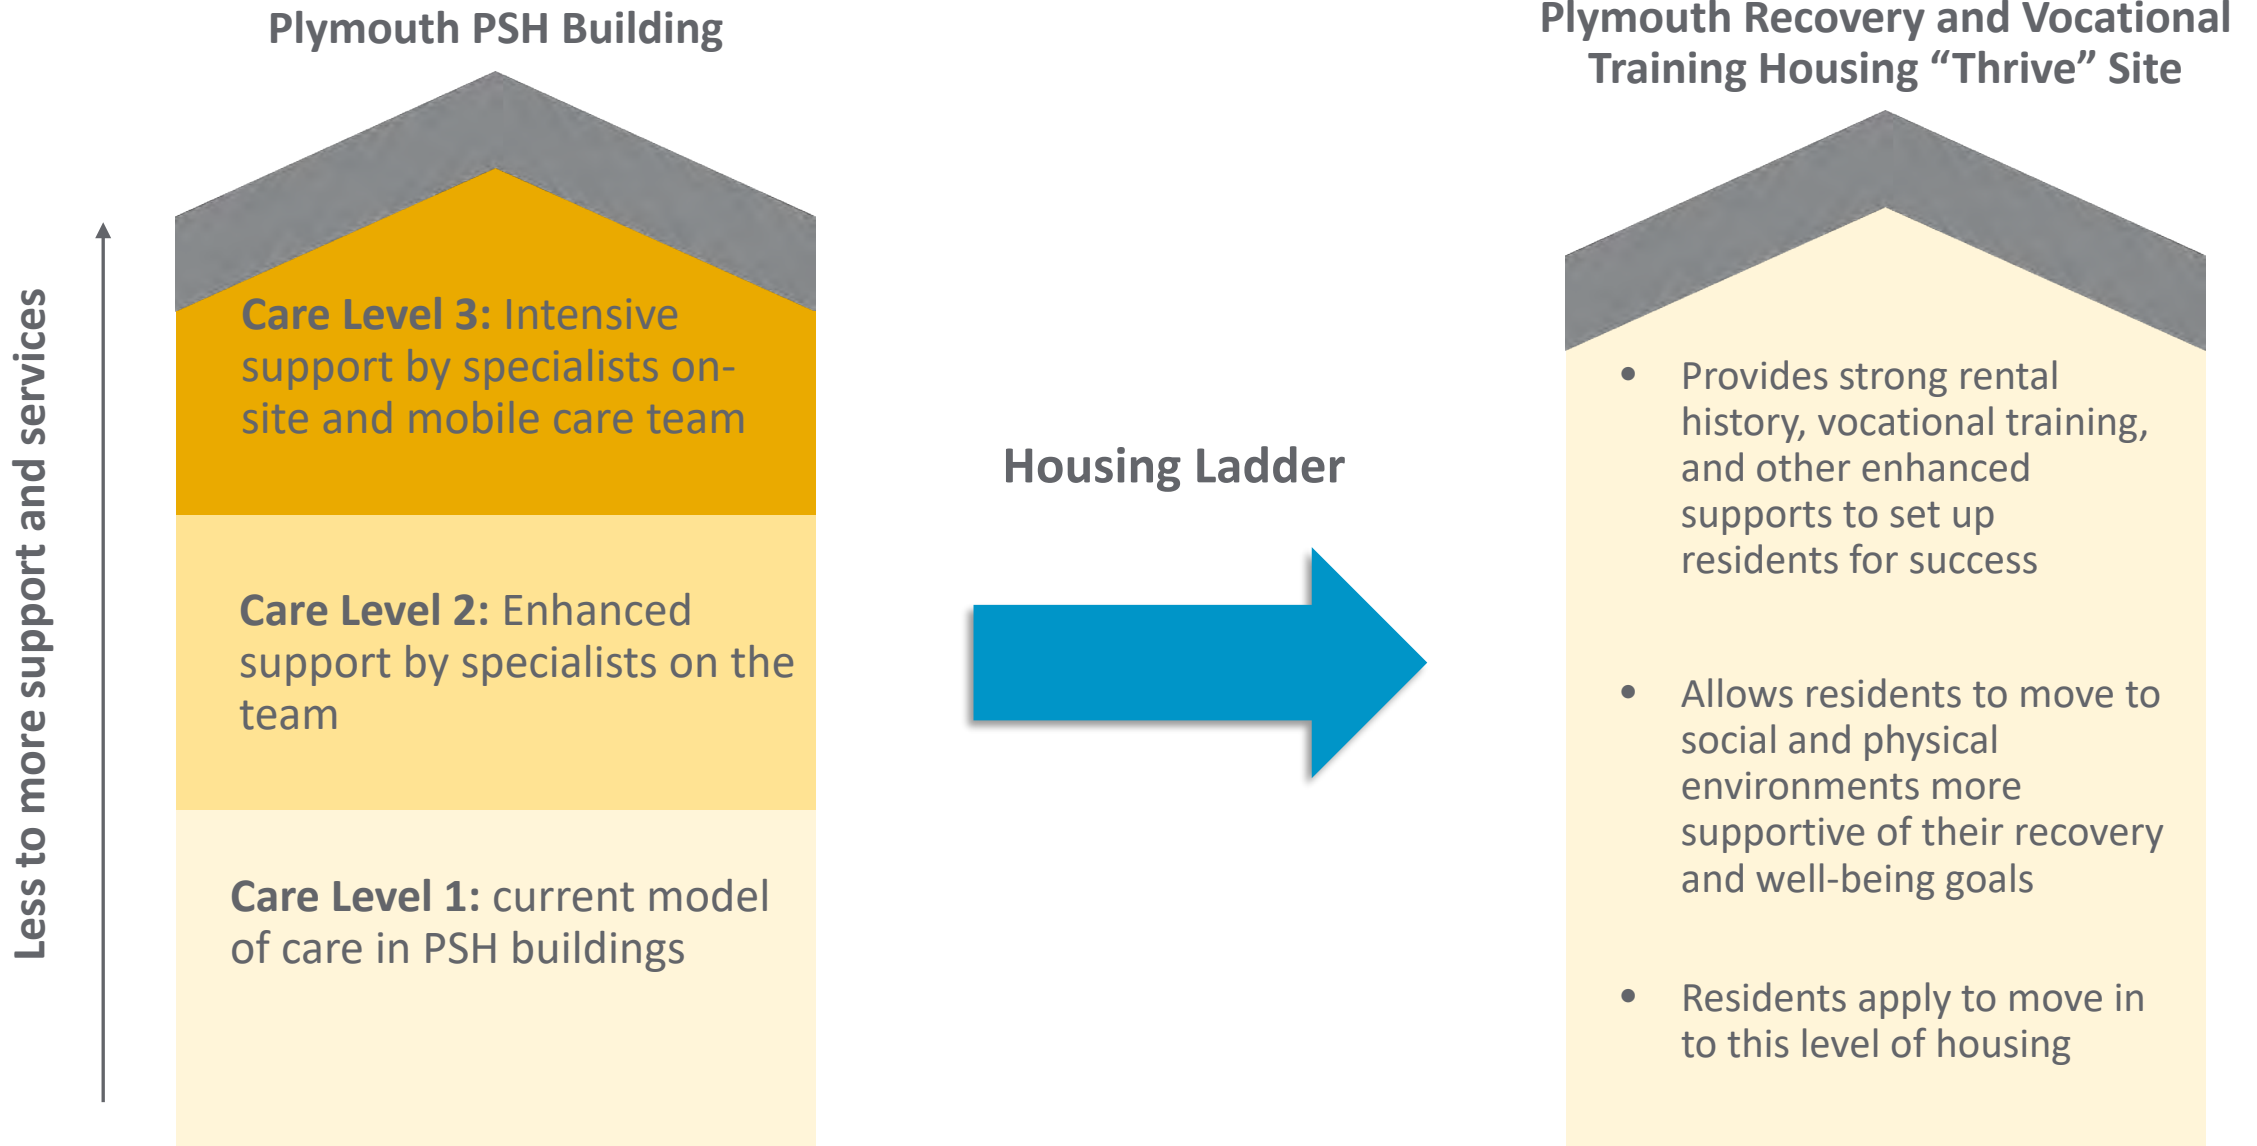 Plymouth PSH Building
Less to more support and services
Care Level 3: Intensive
support by specialists on-
site and mobile care team
Care Level 2: Enhanced
support by specialists on the
team
Care Level 1: current model
of care in PSH buildings
Housing Ladder
Plymouth Recovery and Vocational
Training Housing “Thrive” Site
• Provides strong rental
history, vocational training,
and other enhanced
supports to set up
residents for success
• Allows residents to move to
social and physical
environments more
supportive of their recovery
and well-being goals
• Residents apply to move in
to this level of housing